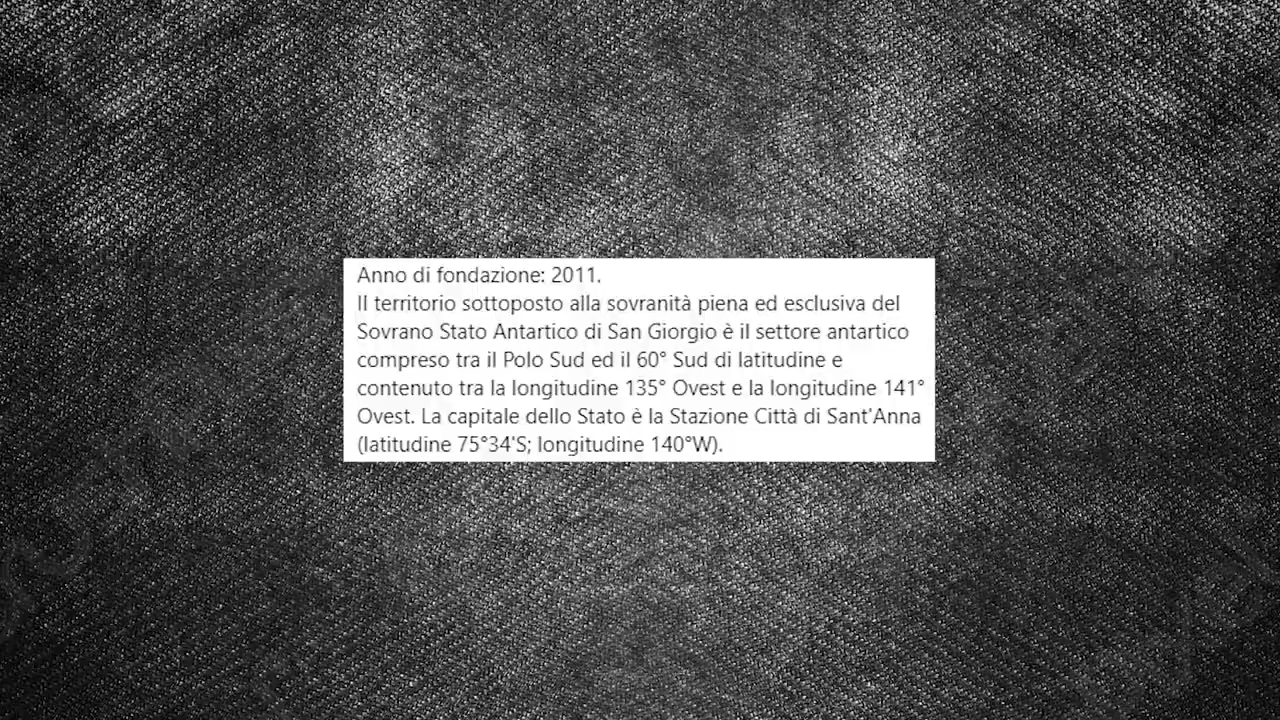 Anno di fondazione: 2011.
Il territorio sottoposto alla sovranità piena ed esclusiva del
Sovrano Stato Antartico di San Giorgio è il settore antartico
compreso tra il Polo Sud ed il 60° Sud di latitudine e
contenuto tra la longitudine 135° Ovest e la longitudine 141°
Ovest. La capitale dello Stato è la Stazione Città di Sant'Anna
(latitudine 75°34'S; longitudine 140°W).